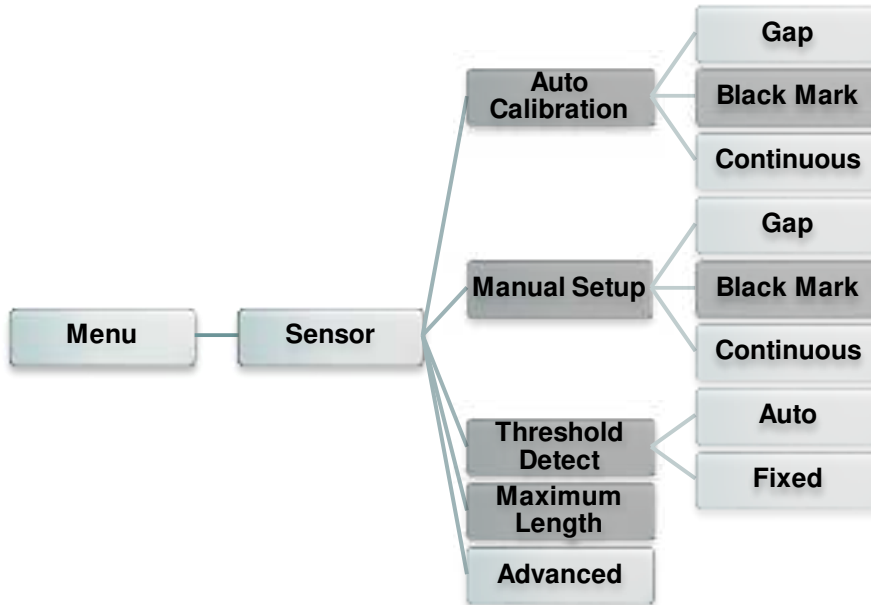 Menu
Sensor
Auto
Calibration
Gap
Black Mark
Continuous
Manual Setup
Gap
Black Mark
Continuous
Threshold
Detect
Auto
Fixed
Maximum
Length
Advanced